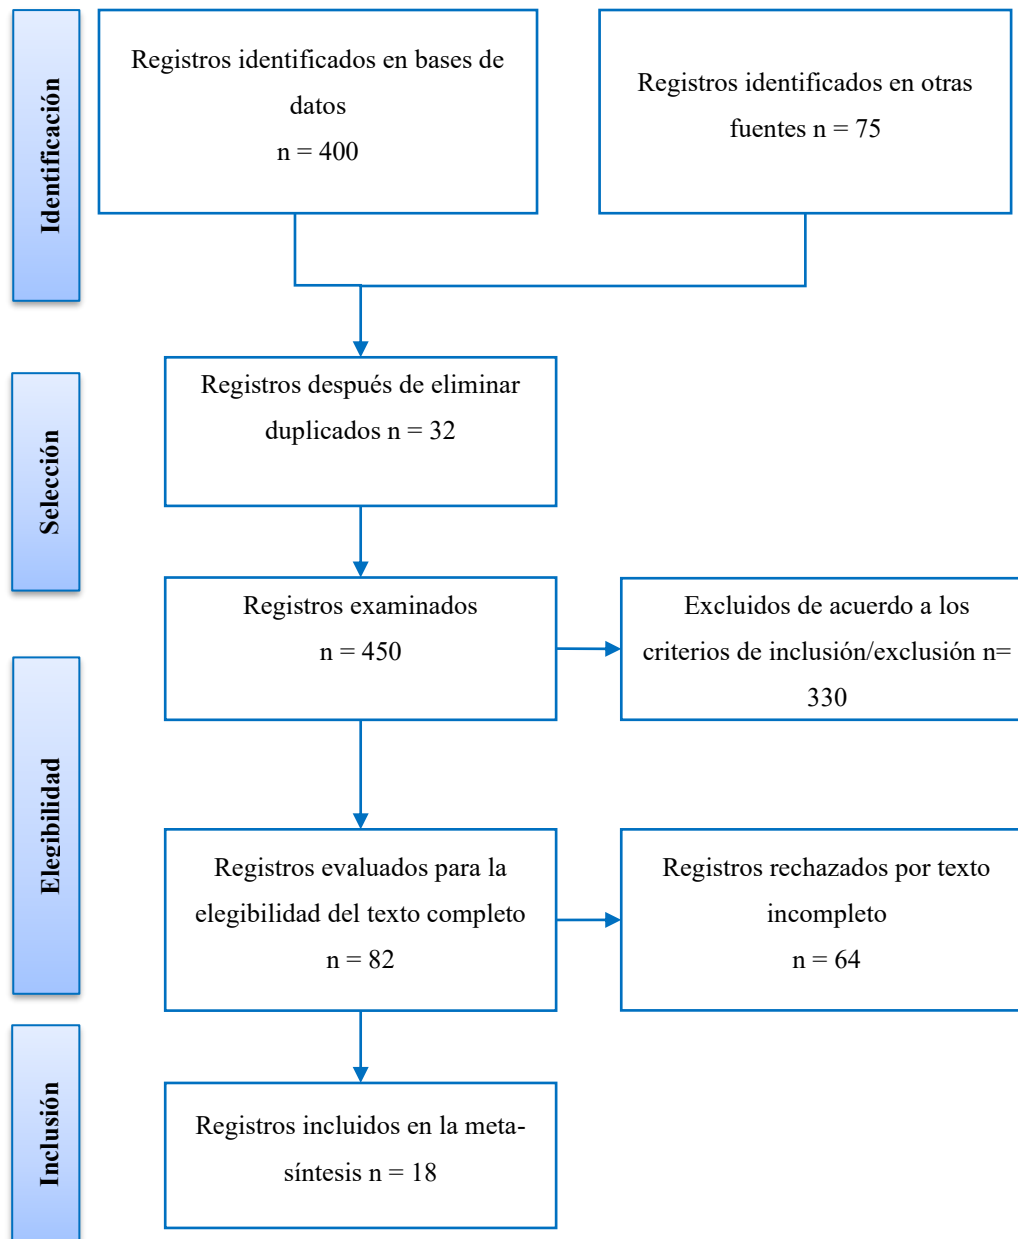 Identificación
Registros identificados en bases de
datos
n = 400
Registros identificados en otras
fuentes n = 75
Selección
Registros después de eliminar
duplicados n = 32
Registros examinados
n = 450
Excluidos de acuerdo a los
criterios de inclusión/exclusión n=
330
Elegibilidad
Registros evaluados para la
elegibilidad del texto completo
n = 82
Registros rechazados por texto
incompleto
n = 64
Inclusión
Registros incluidos en la meta-
síntesis n = 18